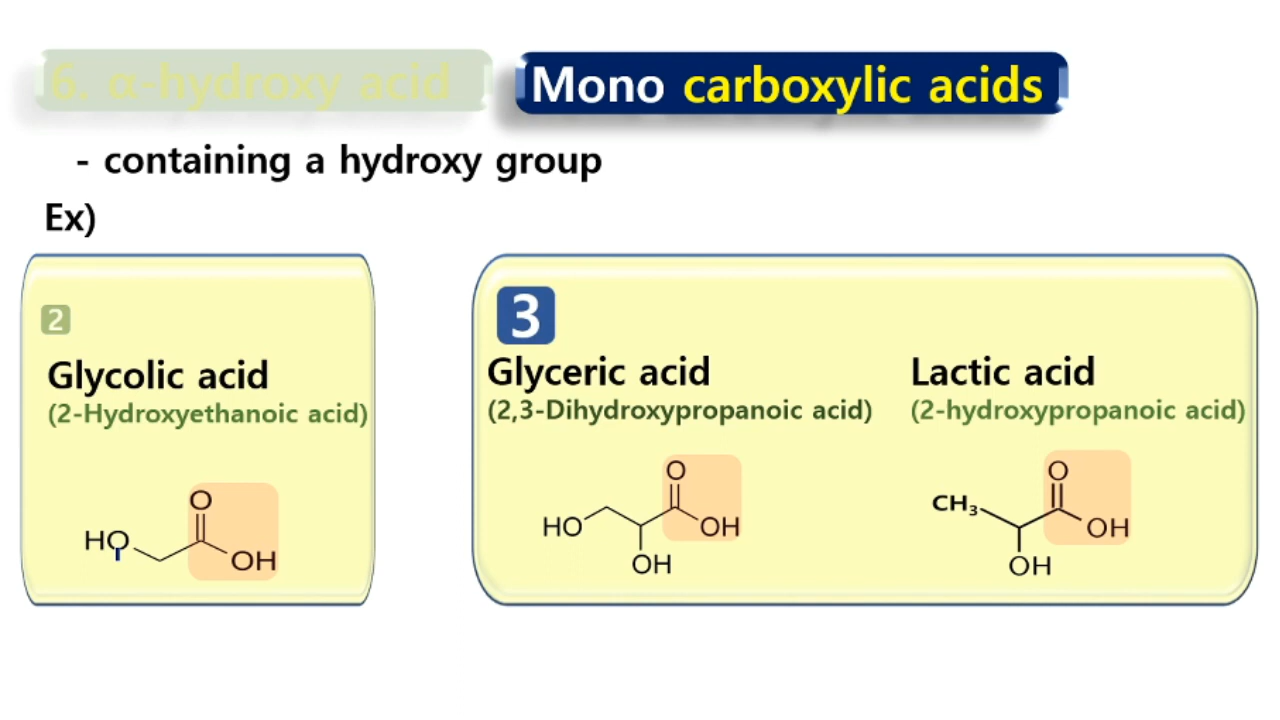 6. α-hydroxy acid
Mono carboxylic acids
- containing a hydroxy group
Ex)
2
Glycolic acid
(2-Hydroxyethanoic acid)
O
HO
OH
3
Glyceric acid
(2,3-Dihydroxypropanoic acid)
O
HO
OH
OH
Lactic acid
(2-hydroxypropanoic acid)
O
CH₃
OH
OH